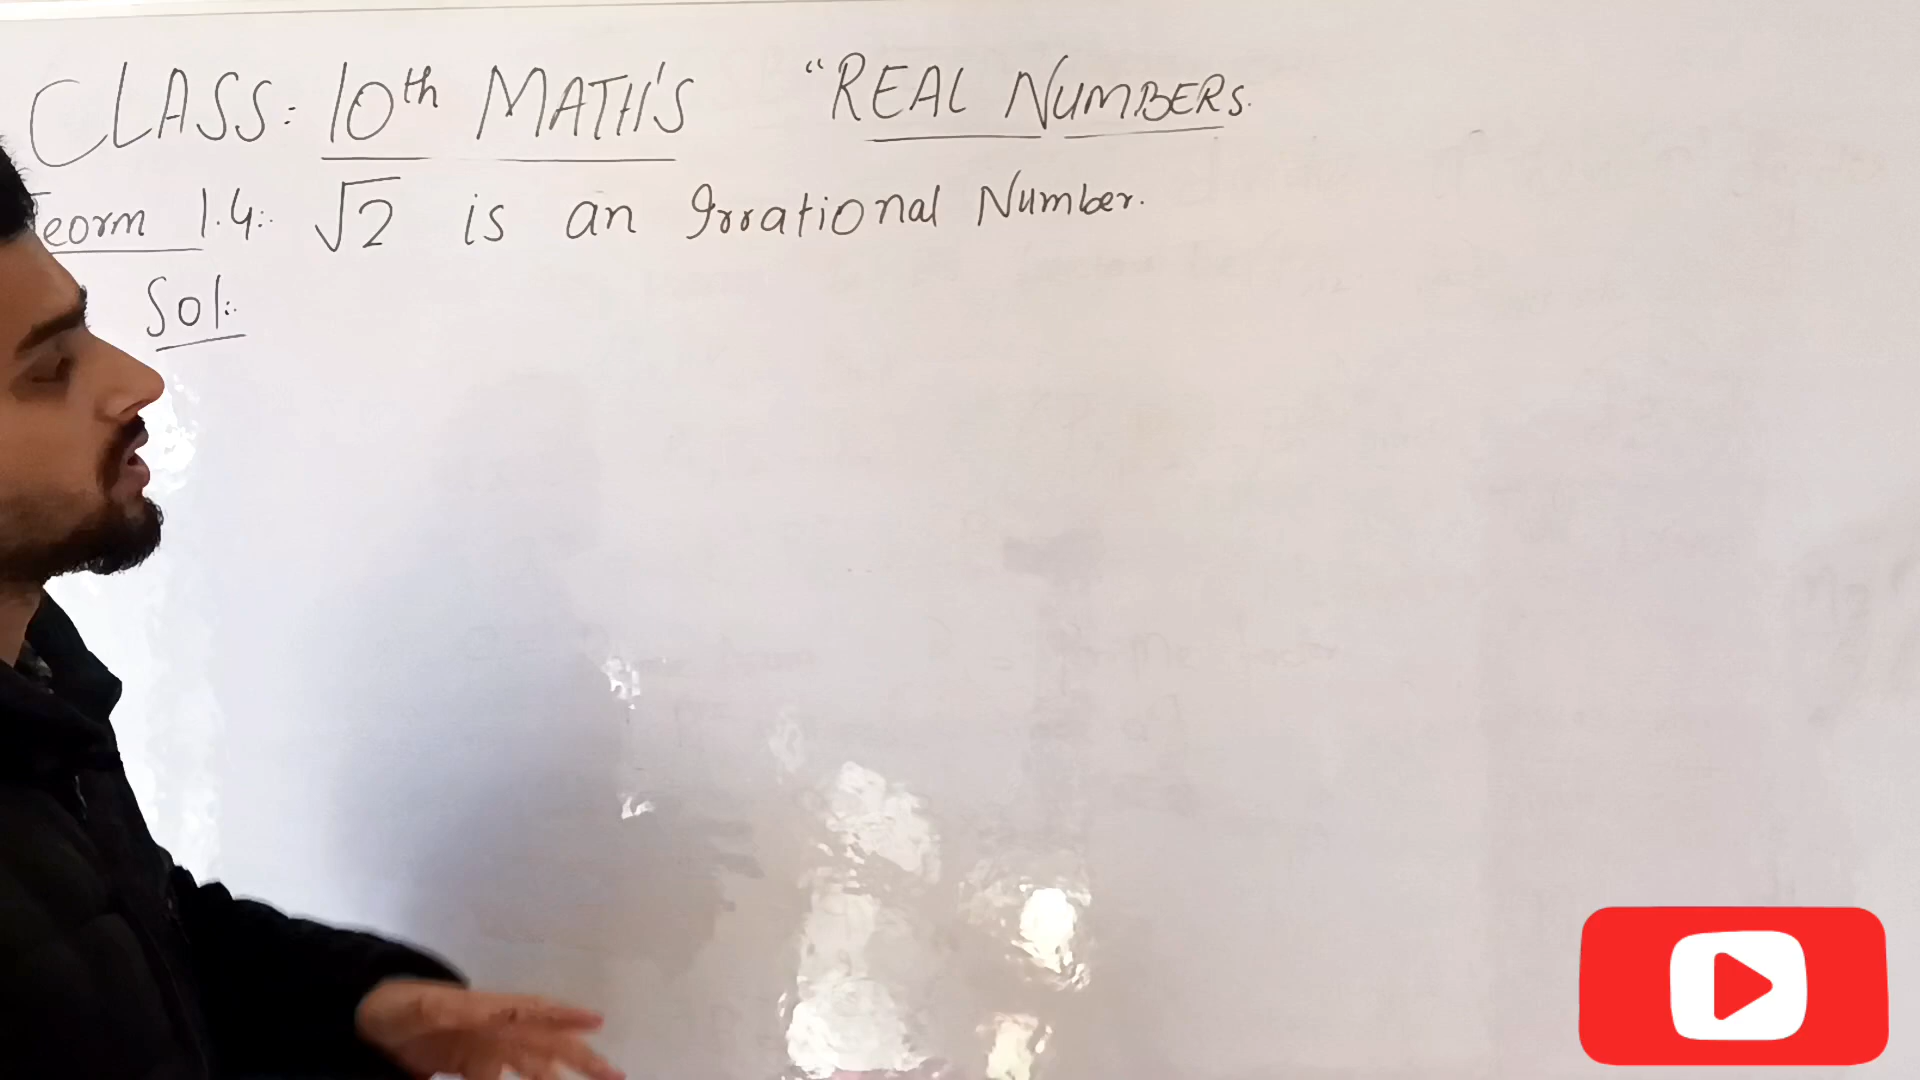 CLASS: 10th MATH'S "REAL NUMBERS.
eorm 1.4:. √2 is an Irrational Number.
Sol:.